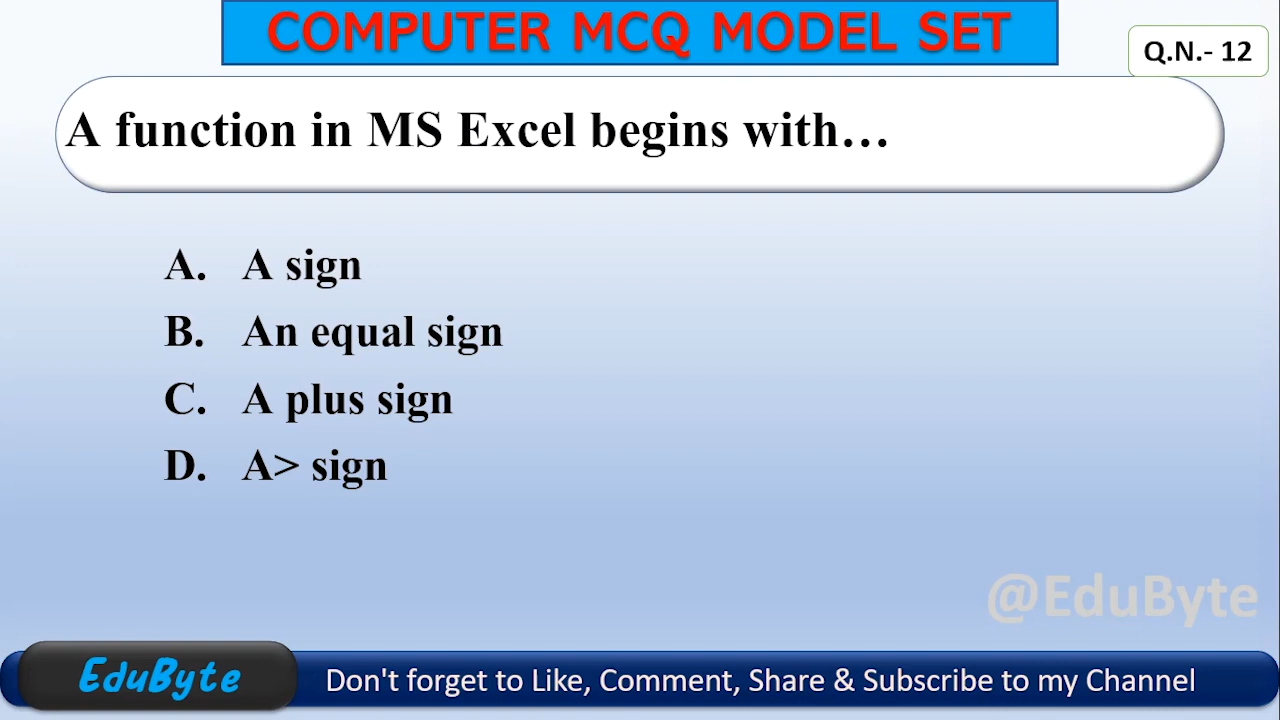 COMPUTER MCQ MODEL SET
Q.N.- 12
A function in MS Excel begins with…
A. A sign
B. An equal sign
C. A plus sign
D. A> sign
@EduByte
EduByte
Don't forget to Like, Comment, Share & Subscribe to my Channel